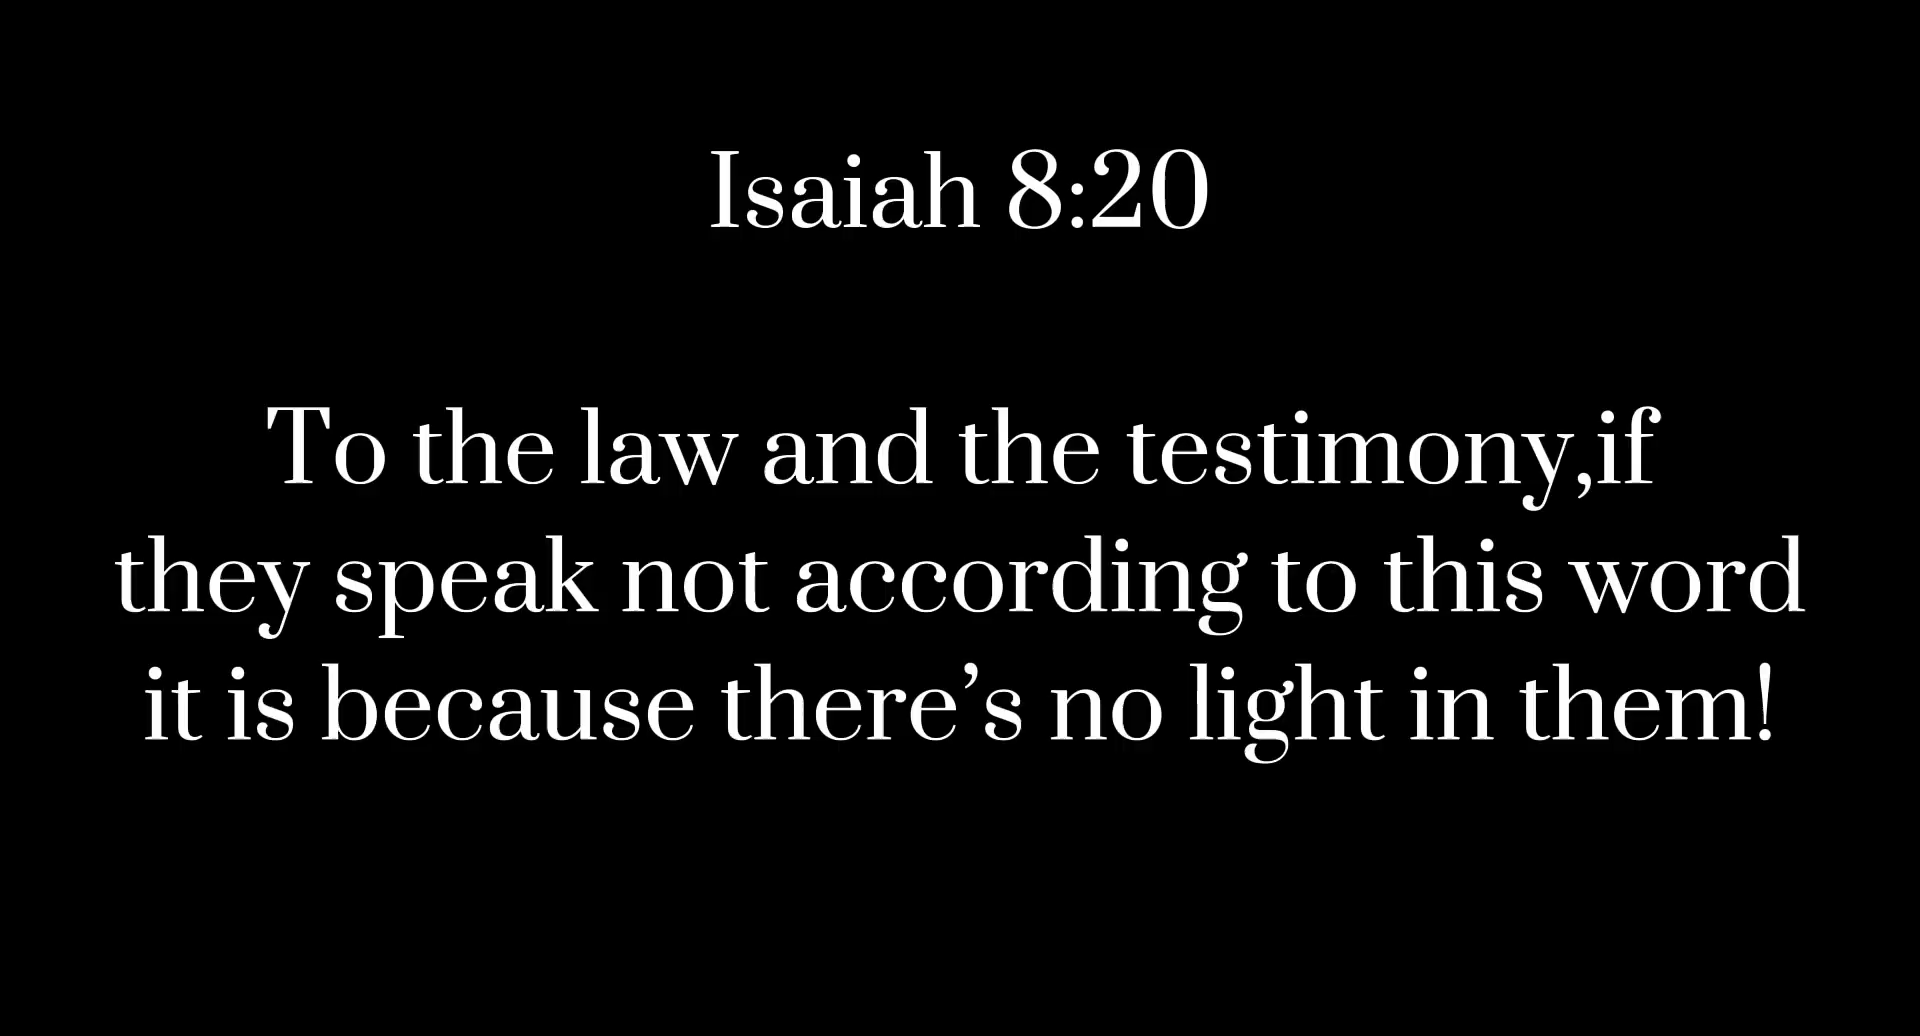 Isaiah 8:20
To the law and the testimony,if
they speak not according to this word
it is because there’s no light in them!